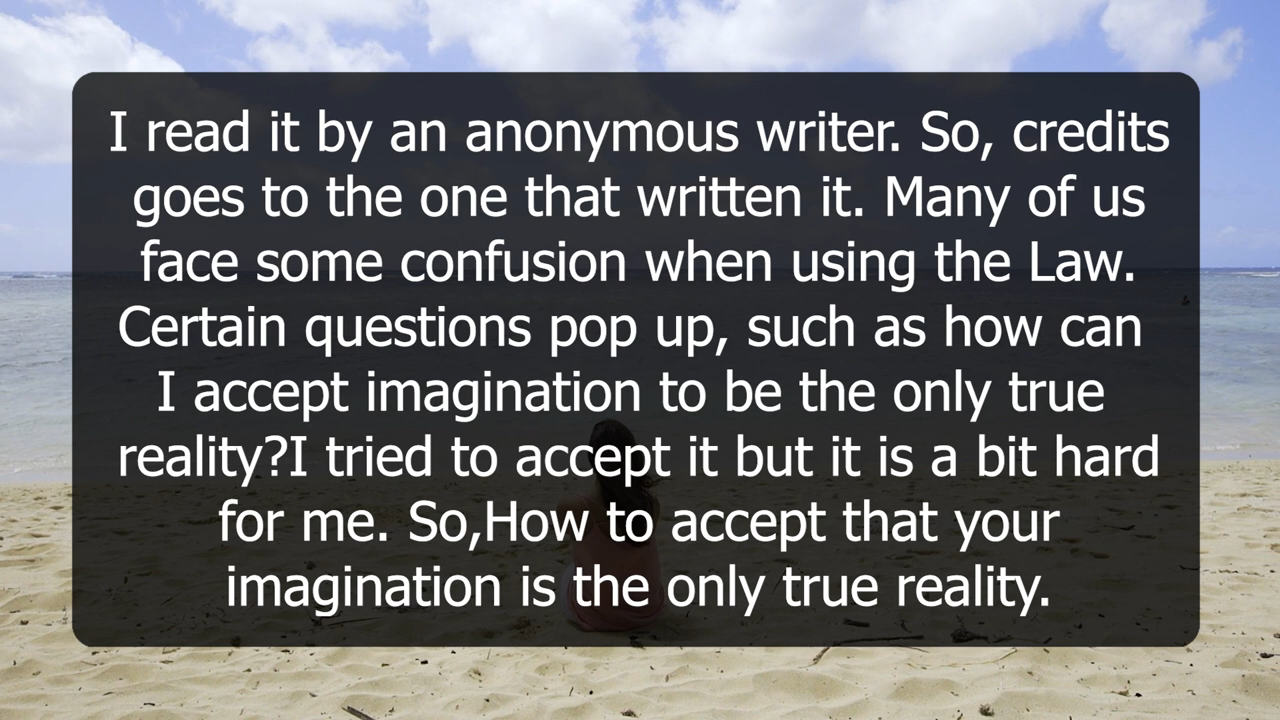 I read it by an anonymous writer. So, credits
goes to the one that written it. Many of us
face some confusion when using the Law.
Certain questions pop up, such as how can
I accept imagination to be the only true
reality?I tried to accept it but it is a bit hard
for me. So,How to accept that your
imagination is the only true reality.